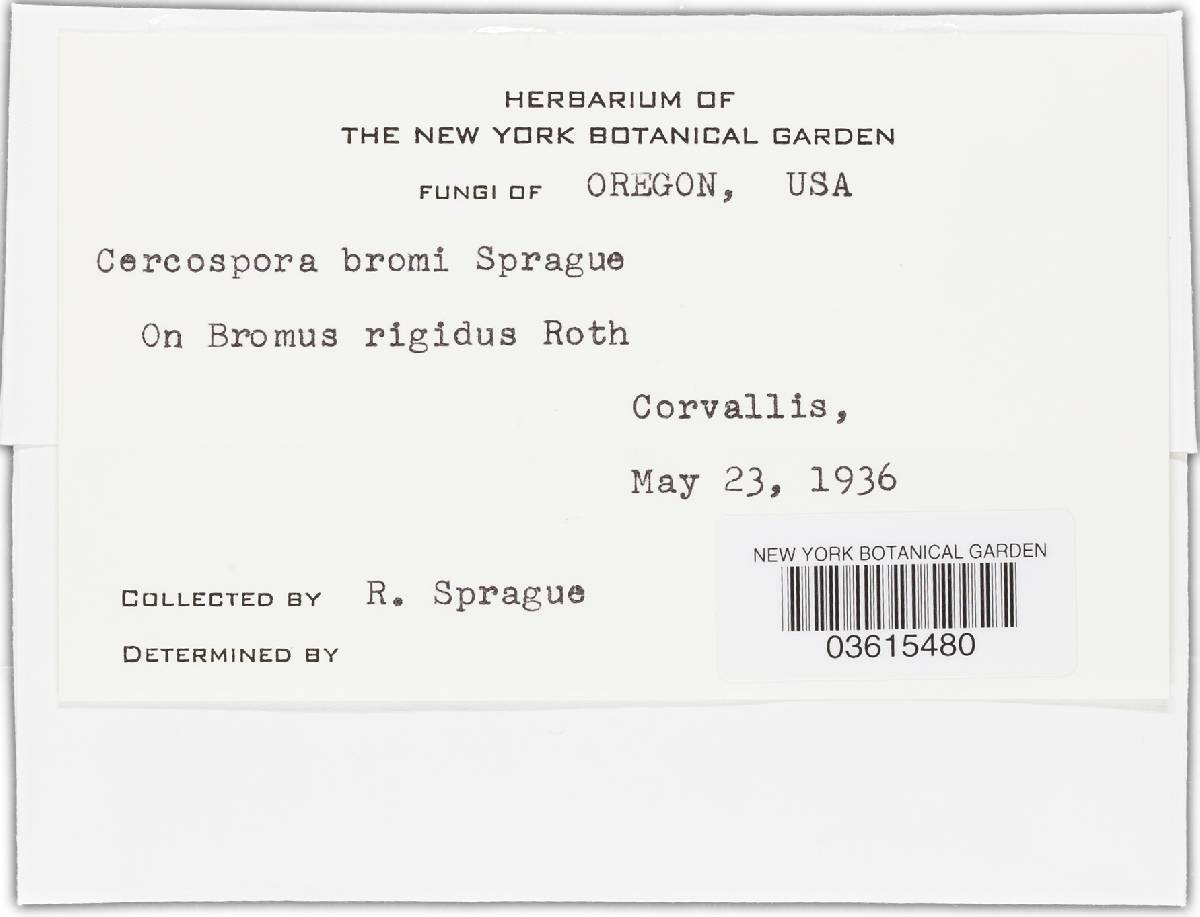 HERBARIUM OF
THE NEW YORK BOTANICAL GARDEN
FUNGI OF OREGON, USA
Cercospora bromi Sprague
On Bromus rigidus Roth
Corvallis,
May 23, 1936
COLLECTED BY R. Sprague
DETERMINED BY
NEW YORK BOTANICAL GARDEN
03615480